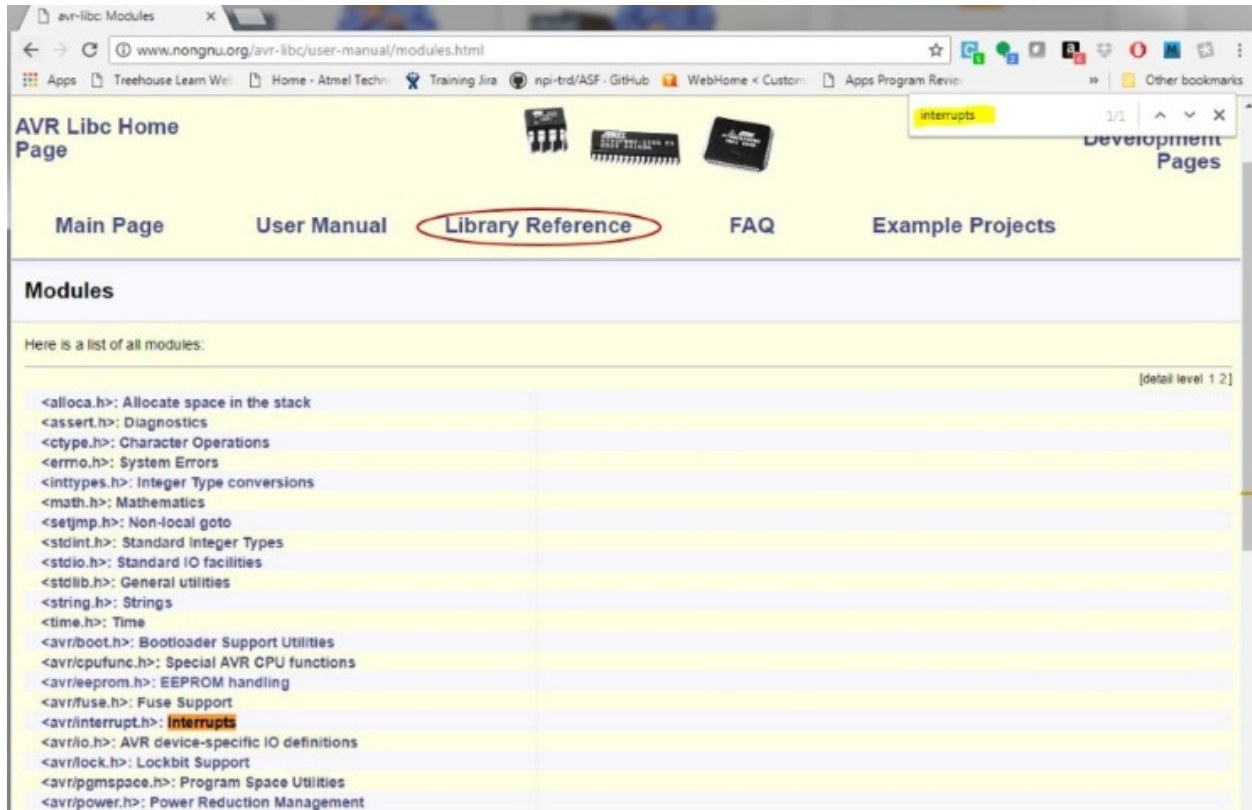 avr-libc: Modules
www.nongnu.org/avr-libc/user-manual/modules.html
Apps Treehouse Learn We Home - Atmel Techn Training Jira npi-trd/ASF · GitHub WebHome < Custom Apps Program Revie » Other bookmarks
interrupts 1/1
AVR Libc Home
Page
Development
Pages
Main Page User Manual Library Reference FAQ Example Projects
Modules
Here is a list of all modules:
[detail level 1 2]
<alloca.h>: Allocate space in the stack
<assert.h>: Diagnostics
<ctype.h>: Character Operations
<errno.h>: System Errors
<inttypes.h>: Integer Type conversions
<math.h>: Mathematics
<setjmp.h>: Non-local goto
<stdint.h>: Standard Integer Types
<stdio.h>: Standard IO facilities
<stdlib.h>: General utilities
<string.h>: Strings
<time.h>: Time
<avr/boot.h>: Bootloader Support Utilities
<avr/cpufunc.h>: Special AVR CPU functions
<avr/eeprom.h>: EEPROM handling
<avr/fuse.h>: Fuse Support
<avr/interrupt.h>: Interrupts
<avr/io.h>: AVR device-specific IO definitions
<avr/lock.h>: Lockbit Support
<avr/pgmspace.h>: Program Space Utilities
<avr/power.h>: Power Reduction Management